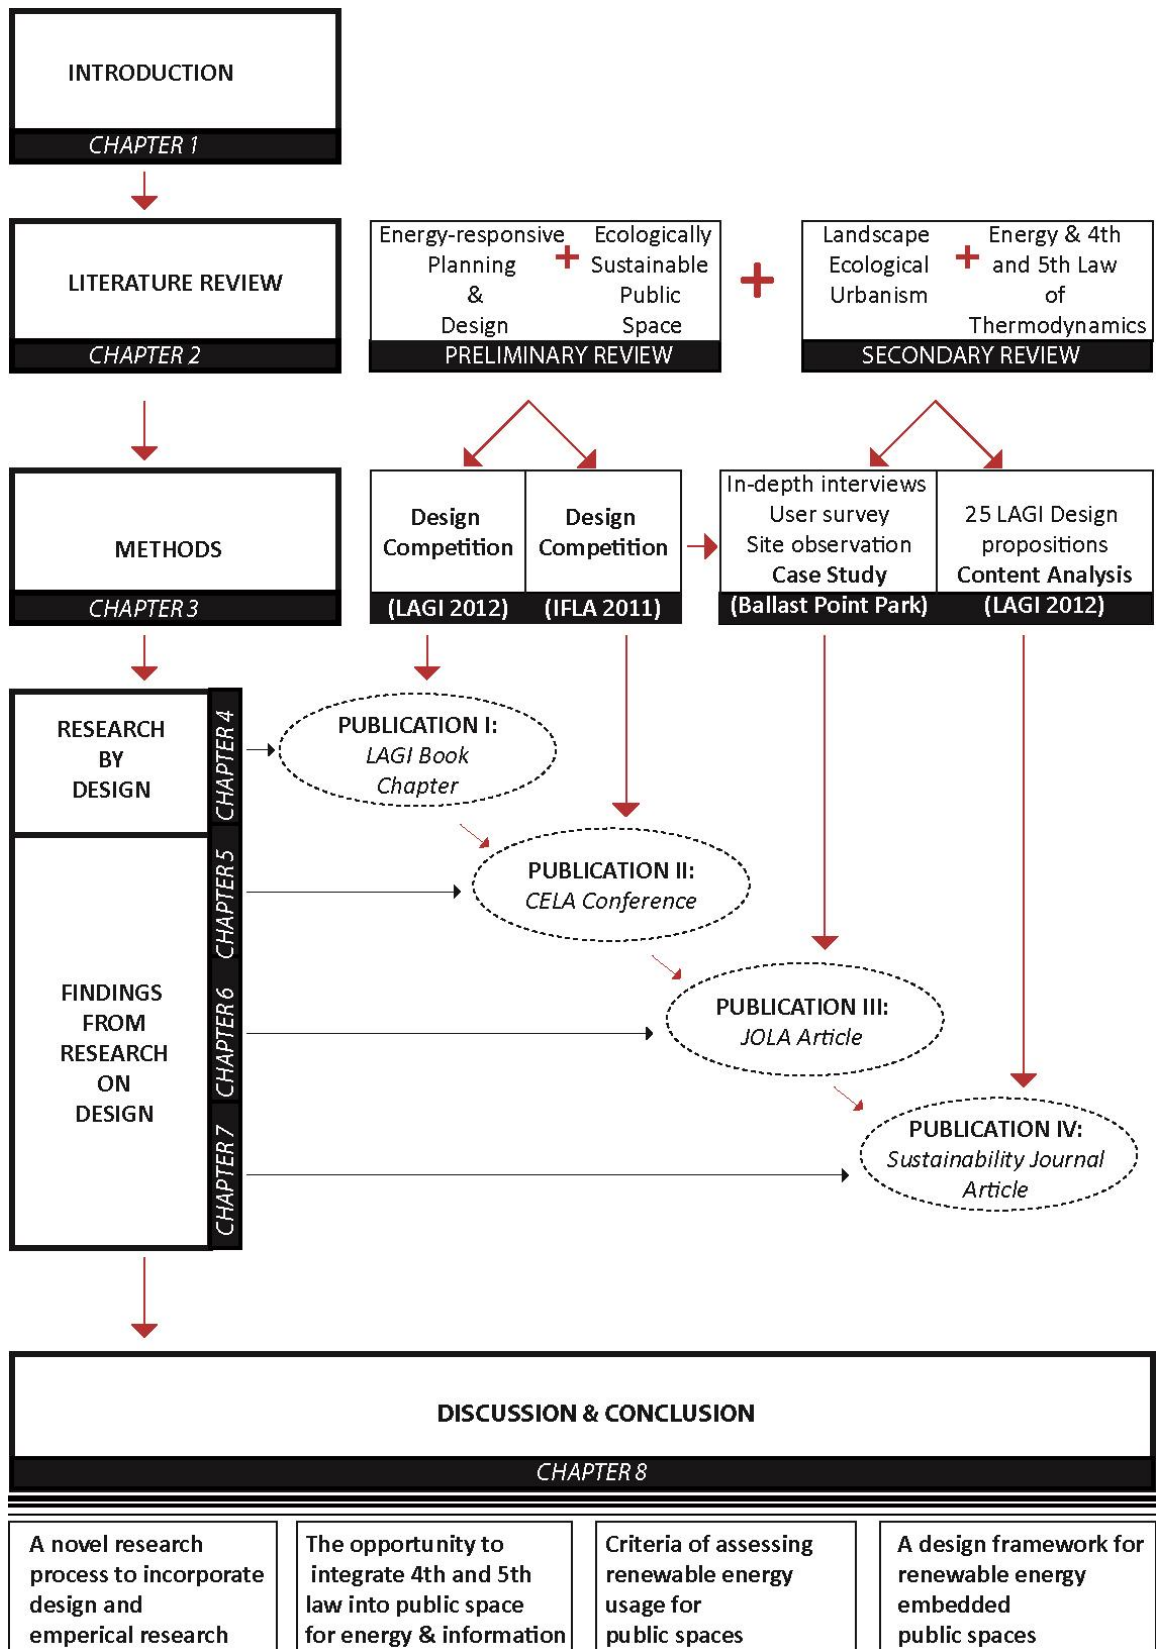 INTRODUCTION
CHAPTER 1
LITERATURE REVIEW
CHAPTER 2
Energy-responsive
Planning
&
Design
+
Ecologically
Sustainable
Public
Space
PRELIMINARY REVIEW
+
Landscape
Ecological
Urbanism
+
Energy & 4th
and 5th Law
of
Thermodynamics
SECONDARY REVIEW
METHODS
CHAPTER 3
Design
Competition
(LAGI 2012)
Design
Competition
(IFLA 2011)
In-depth interviews
User survey
Site observation
Case Study
(Ballast Point Park)
25 LAGI Design
propositions
Content Analysis
(LAGI 2012)
RESEARCH
BY
DESIGN
CHAPTER 4
PUBLICATION I:
LAGI Book
Chapter
FINDINGS
FROM
RESEARCH
ON
DESIGN
CHAPTER 5
PUBLICATION II:
CELA Conference
CHAPTER 6
PUBLICATION III:
JOLA Article
CHAPTER 7
PUBLICATION IV:
Sustainability Journal
Article
DISCUSSION & CONCLUSION
CHAPTER 8
A novel research
process to incorporate
design and
emperical research
The opportunity to
integrate 4th and 5th
law into public space
for energy & information
Criteria of assessing
renewable energy
usage for
public spaces
A design framework for
renewable energy
embedded
public spaces